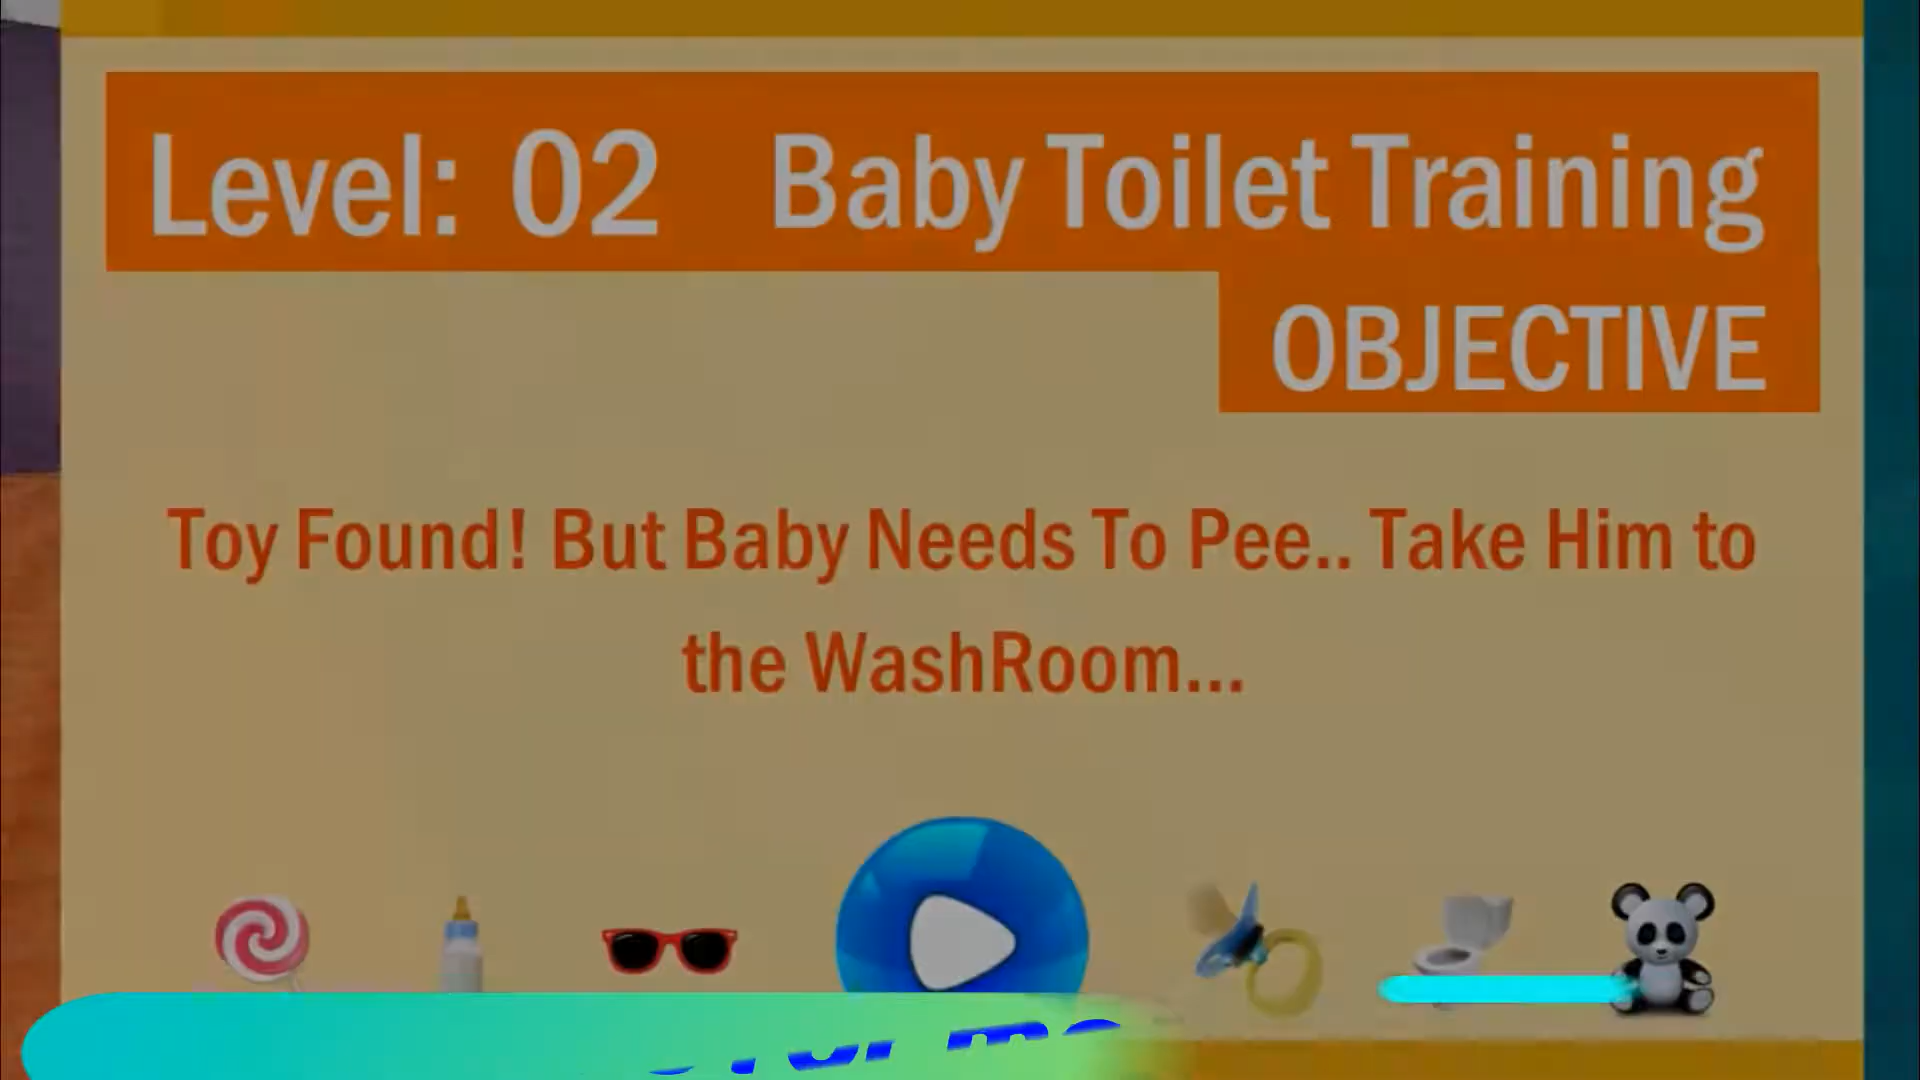 Level: 02 Baby Toilet Training
OBJECTIVE
Toy Found! But Baby Needs To Pee.. Take Him to
the WashRoom...